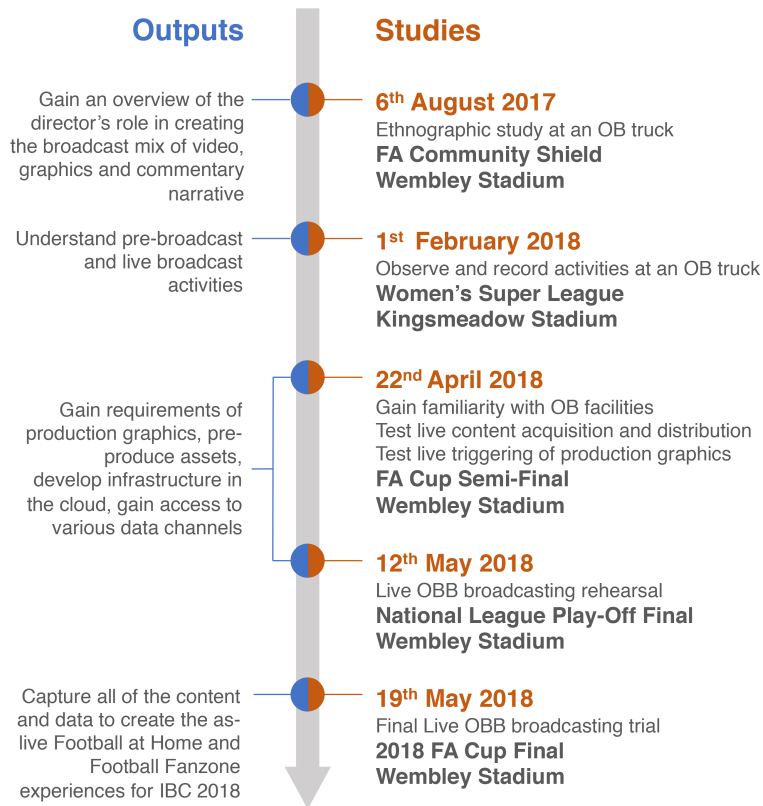 Outputs
Studies
Gain an overview of the
director's role in creating
the broadcast mix of video,
graphics and commentary
narrative
6th August 2017
Ethnographic study at an OB truck
FA Community Shield
Wembley Stadium
Understand pre-broadcast
and live broadcast
activities
1st February 2018
Observe and record activities at an OB truck
Women's Super League
Kingsmeadow Stadium
Gain requirements of
production graphics, pre-
produce assets,
develop infrastructure in
the cloud, gain access to
various data channels
22nd April 2018
Gain familiarity with OB facilities
Test live content acquisition and distribution
Test live triggering of production graphics
FA Cup Semi-Final
Wembley Stadium
12th May 2018
Live OBB broadcasting rehearsal
National League Play-Off Final
Wembley Stadium
Capture all of the content
and data to create the as-
live Football at Home and
Football Fanzone
experiences for IBC 2018
19th May 2018
Final Live OBB broadcasting trial
2018 FA Cup Final
Wembley Stadium